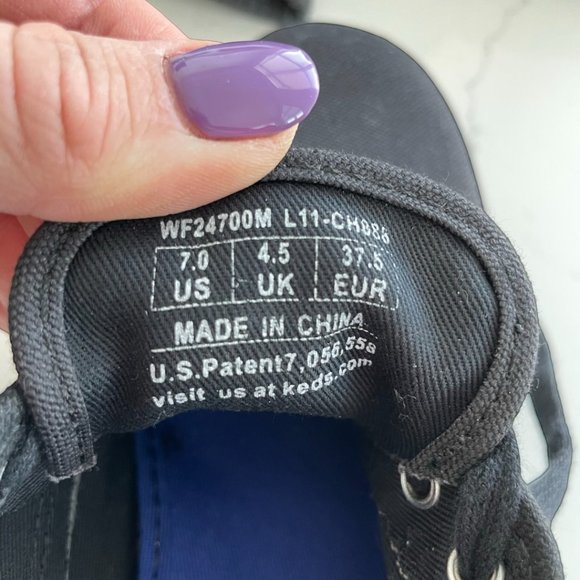 WF24700M L11-CH886
7.0 4.5 37.5
US UK EUR
MADE IN CHINA
U.S.Patent7,056,558
visit us at keds.com